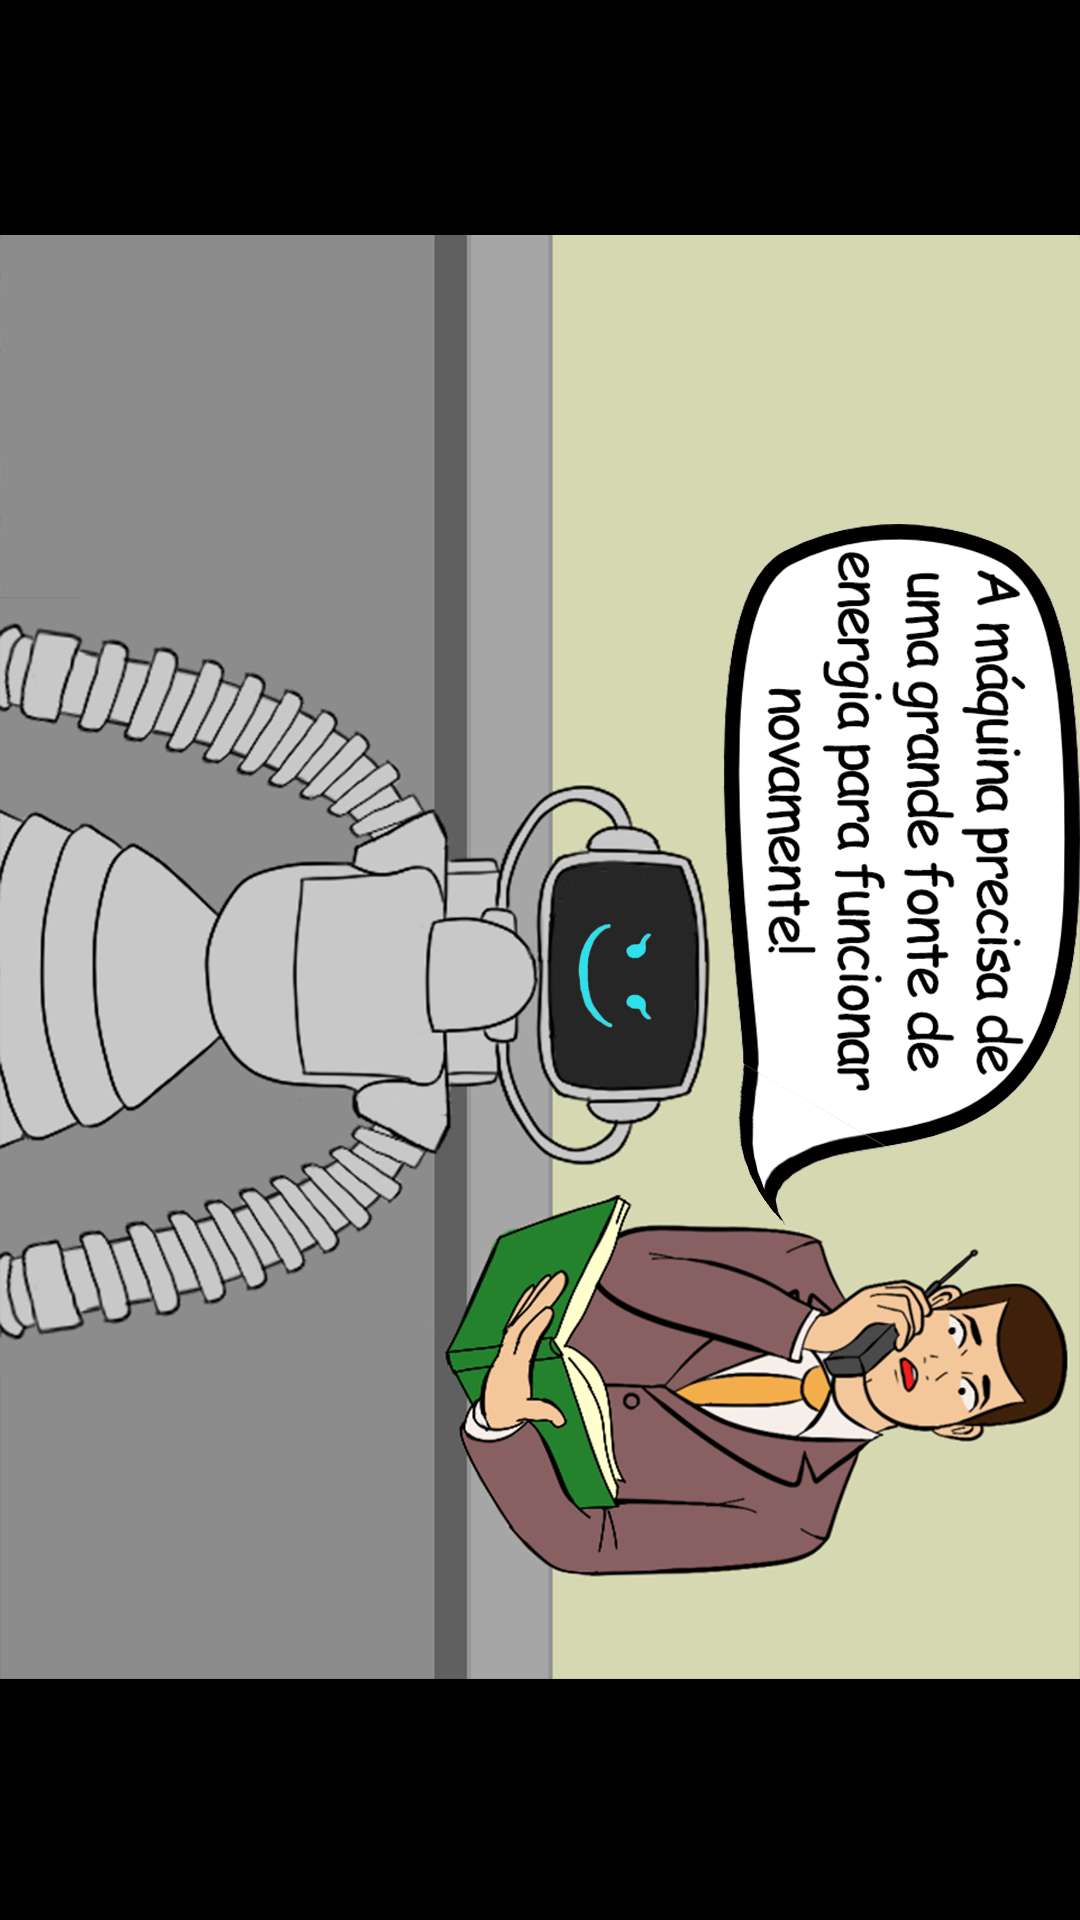 A máquina precisa de
uma grande fonte de
energia para funcionar
novamente!